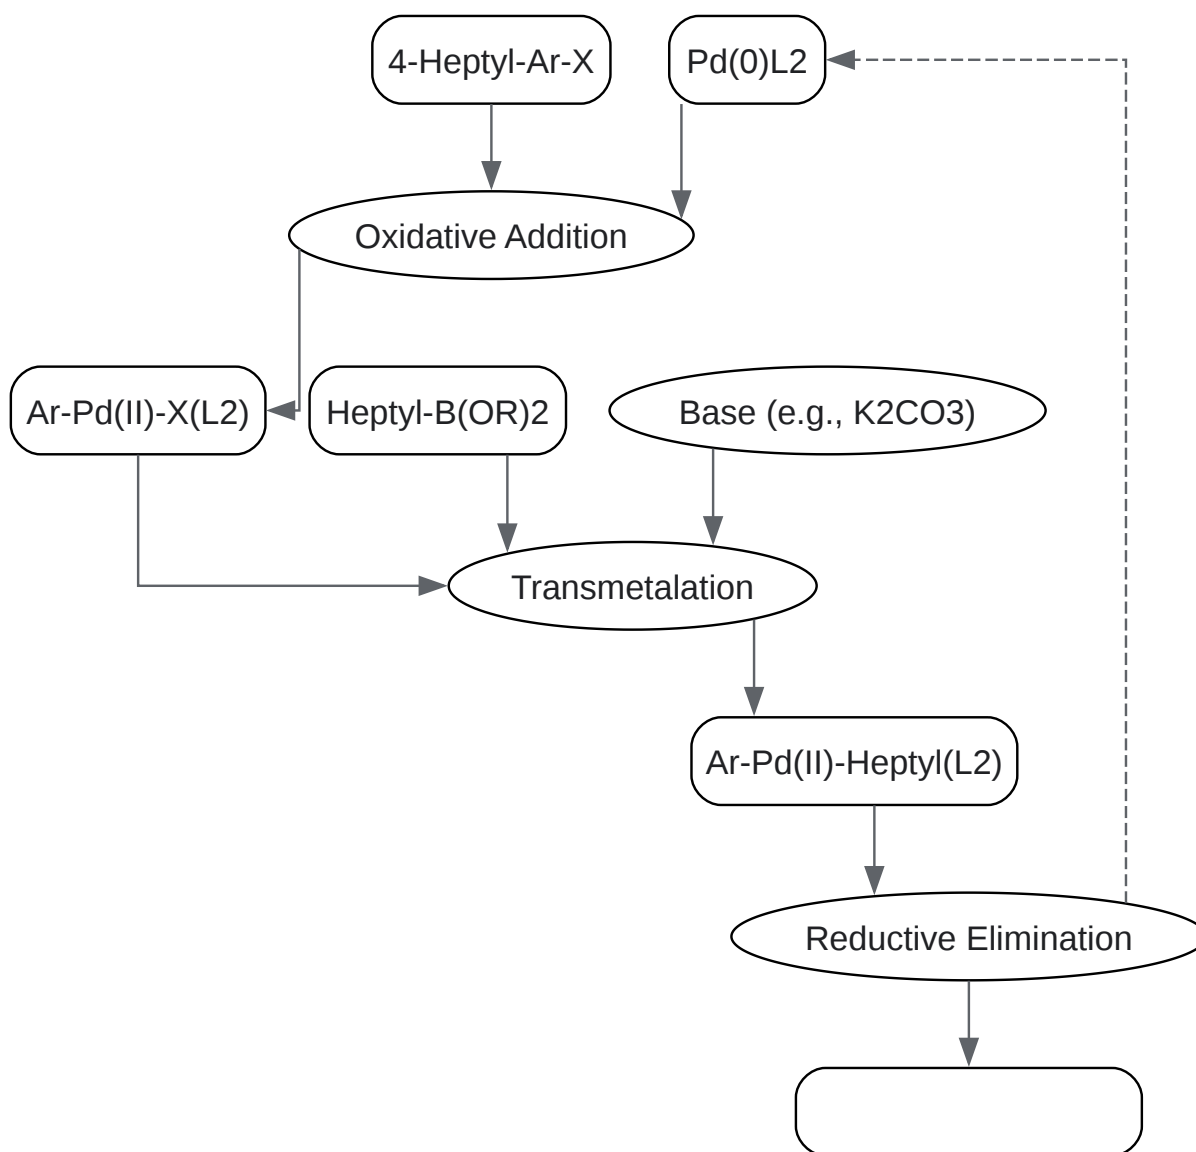 4-Heptyl-Ar-X
Pd(0)L2
Oxidative Addition
Ar-Pd(II)-X(L2)
Heptyl-B(OR)2
Base (e.g., K2CO3)
Transmetalation
Ar-Pd(II)-Heptyl(L2)
Reductive Elimination